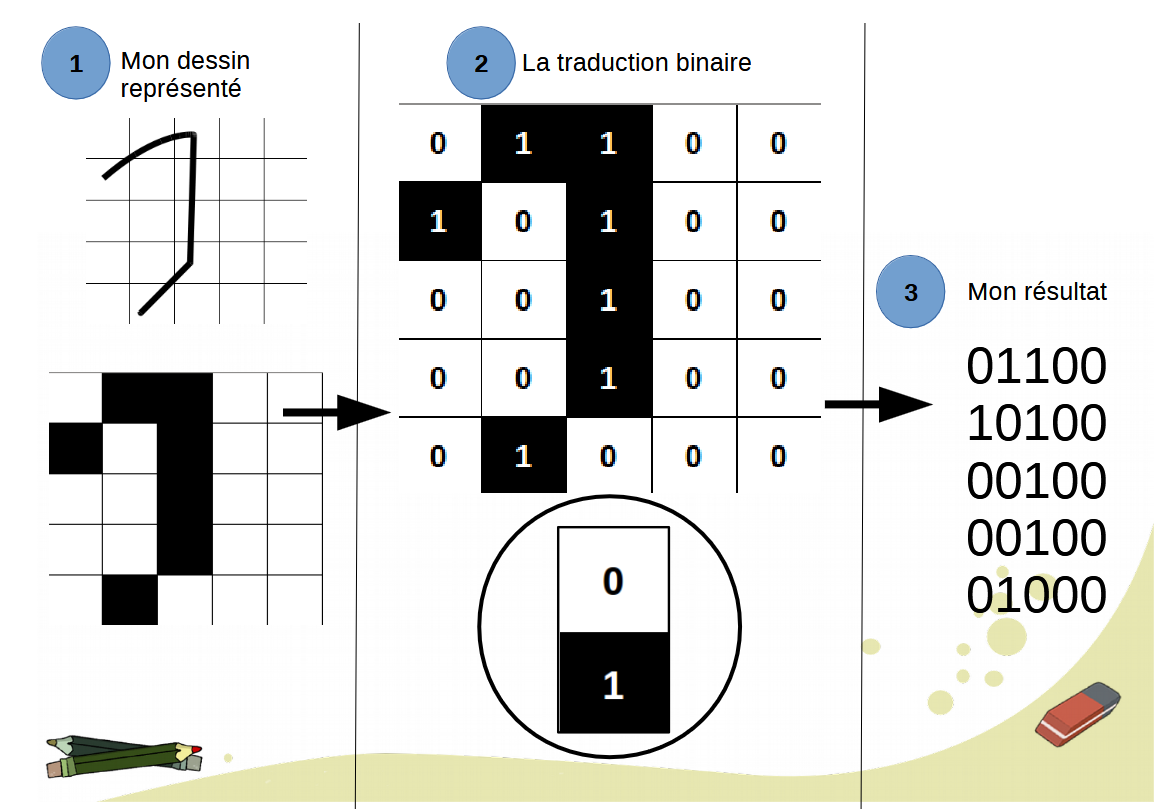 1
Mon dessin
représenté
2
La traduction binaire
0 1 1 0 0
1 0 1 0 0
0 0 1 0 0
0 0 1 0 0
0 1 0 0 0
0
1
3
Mon résultat
01100
10100
00100
00100
01000